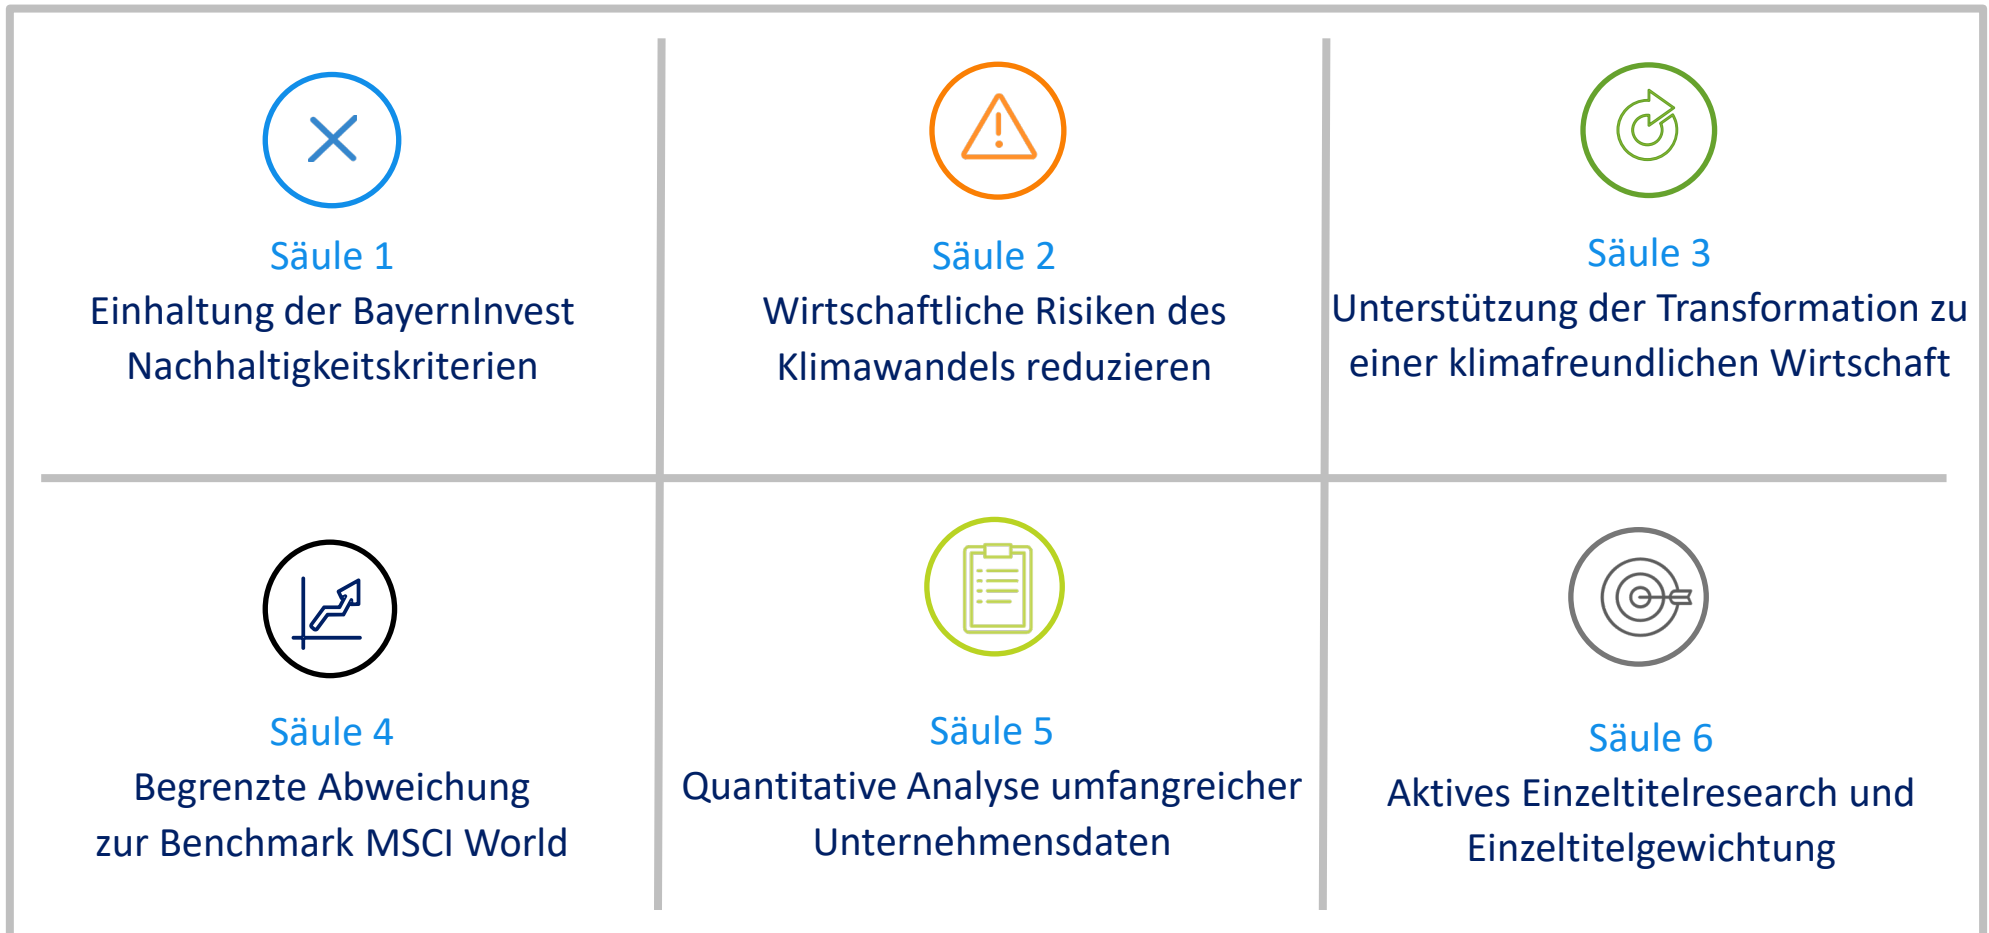 Säule 1
Einhaltung der BayernInvest
Nachhaltigkeitskriterien
Säule 2
Wirtschaftliche Risiken des
Klimawandels reduzieren
Säule 3
Unterstützung der Transformation zu
einer klimafreundlichen Wirtschaft
Säule 4
Begrenzte Abweichung
zur Benchmark MSCI World
Säule 5
Quantitative Analyse umfangreicher
Unternehmensdaten
Säule 6
Aktives Einzeltitelresearch und
Einzeltitelgewichtung